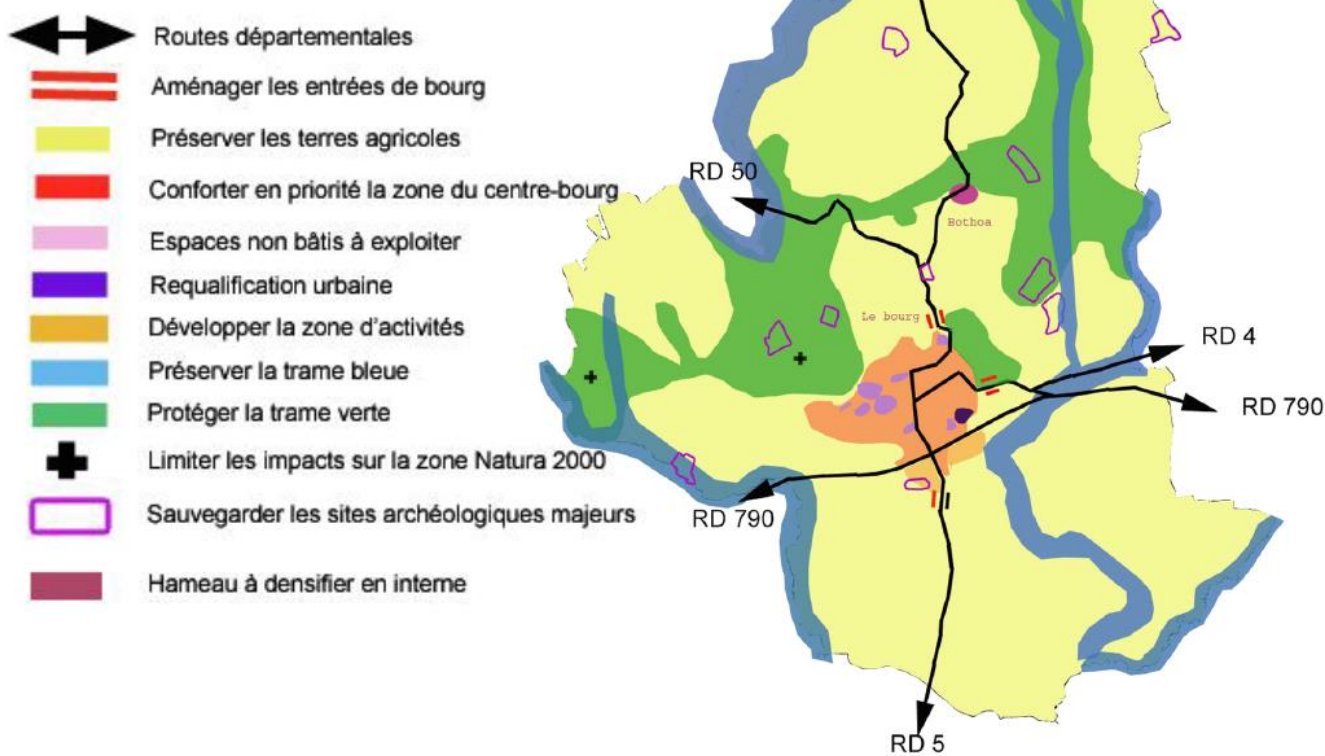 Routes départementales
Aménager les entrées de bourg
Préserver les terres agricoles
Conforter en priorité la zone du centre-bourg
Espaces non bâtis à exploiter
Requalification urbaine
Développer la zone d'activités
Préserver la trame bleue
Protéger la trame verte
Limiter les impacts sur la zone Natura 2000
Sauvegarder les sites archéologiques majeurs
Hameau à densifier en interne
RD 50
Bothoa
Le bourg
RD 4
RD 790
RD 790
RD 5